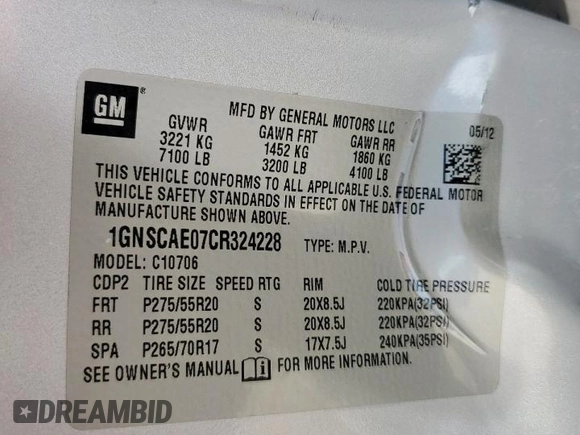 GM ®
MFD BY GENERAL MOTORS LLC
05/12
GVWR GAWR FRT GAWR RR
3221 KG 1452 KG 1860 KG
7100 LB 3200 LB 4100 LB
THIS VEHICLE CONFORMS TO ALL APPLICABLE U.S. FEDERAL MOTOR
VEHICLE SAFETY STANDARDS IN EFFECT ON THE DATE OF
MANUFACTURE SHOWN ABOVE.
1GNSCAE07CR324228 TYPE: M.P.V.
MODEL: C10706
CDP2 TIRE SIZE SPEED RTG RIM COLD TIRE PRESSURE
FRT P275/55R20 S 20X8.5J 220KPA(32PSI)
RR P275/55R20 S 20X8.5J 220KPA(32PSI)
SPA P265/70R17 S 17X7.5J 240KPA(35PSI)
SEE OWNER'S MANUAL FOR MORE INFORMATION.
DREAMBID